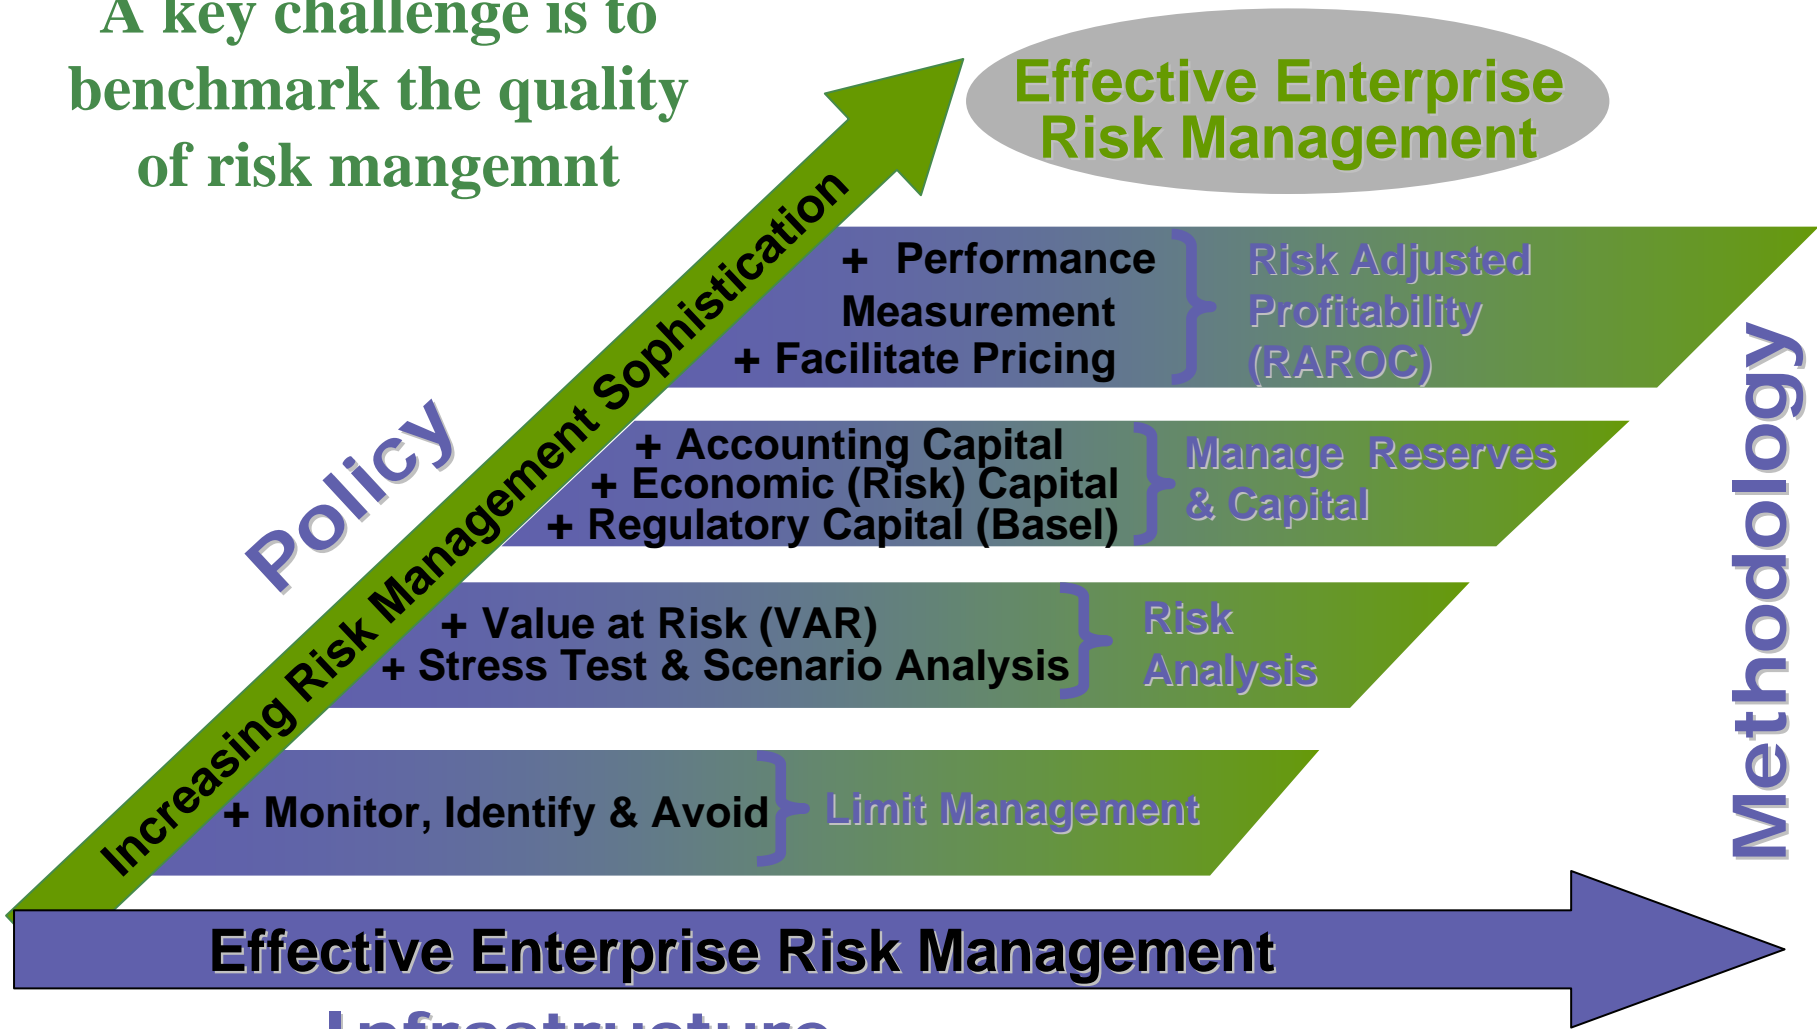 A key challenge is to
benchmark the quality
of risk mangemnt
Effective Enterprise
Risk Management
Increasing Risk Management Sophistication
Policy
Methodology
+ Performance
Measurement
+ Facilitate Pricing
Risk Adjusted
Profitability
(RAROC)
+ Accounting Capital
+ Economic (Risk) Capital
+ Regulatory Capital (Basel)
Manage Reserves
& Capital
+ Value at Risk (VAR)
+ Stress Test & Scenario Analysis
Risk
Analysis
+ Monitor, Identify & Avoid
Limit Management
Effective Enterprise Risk Management
Infrastructure